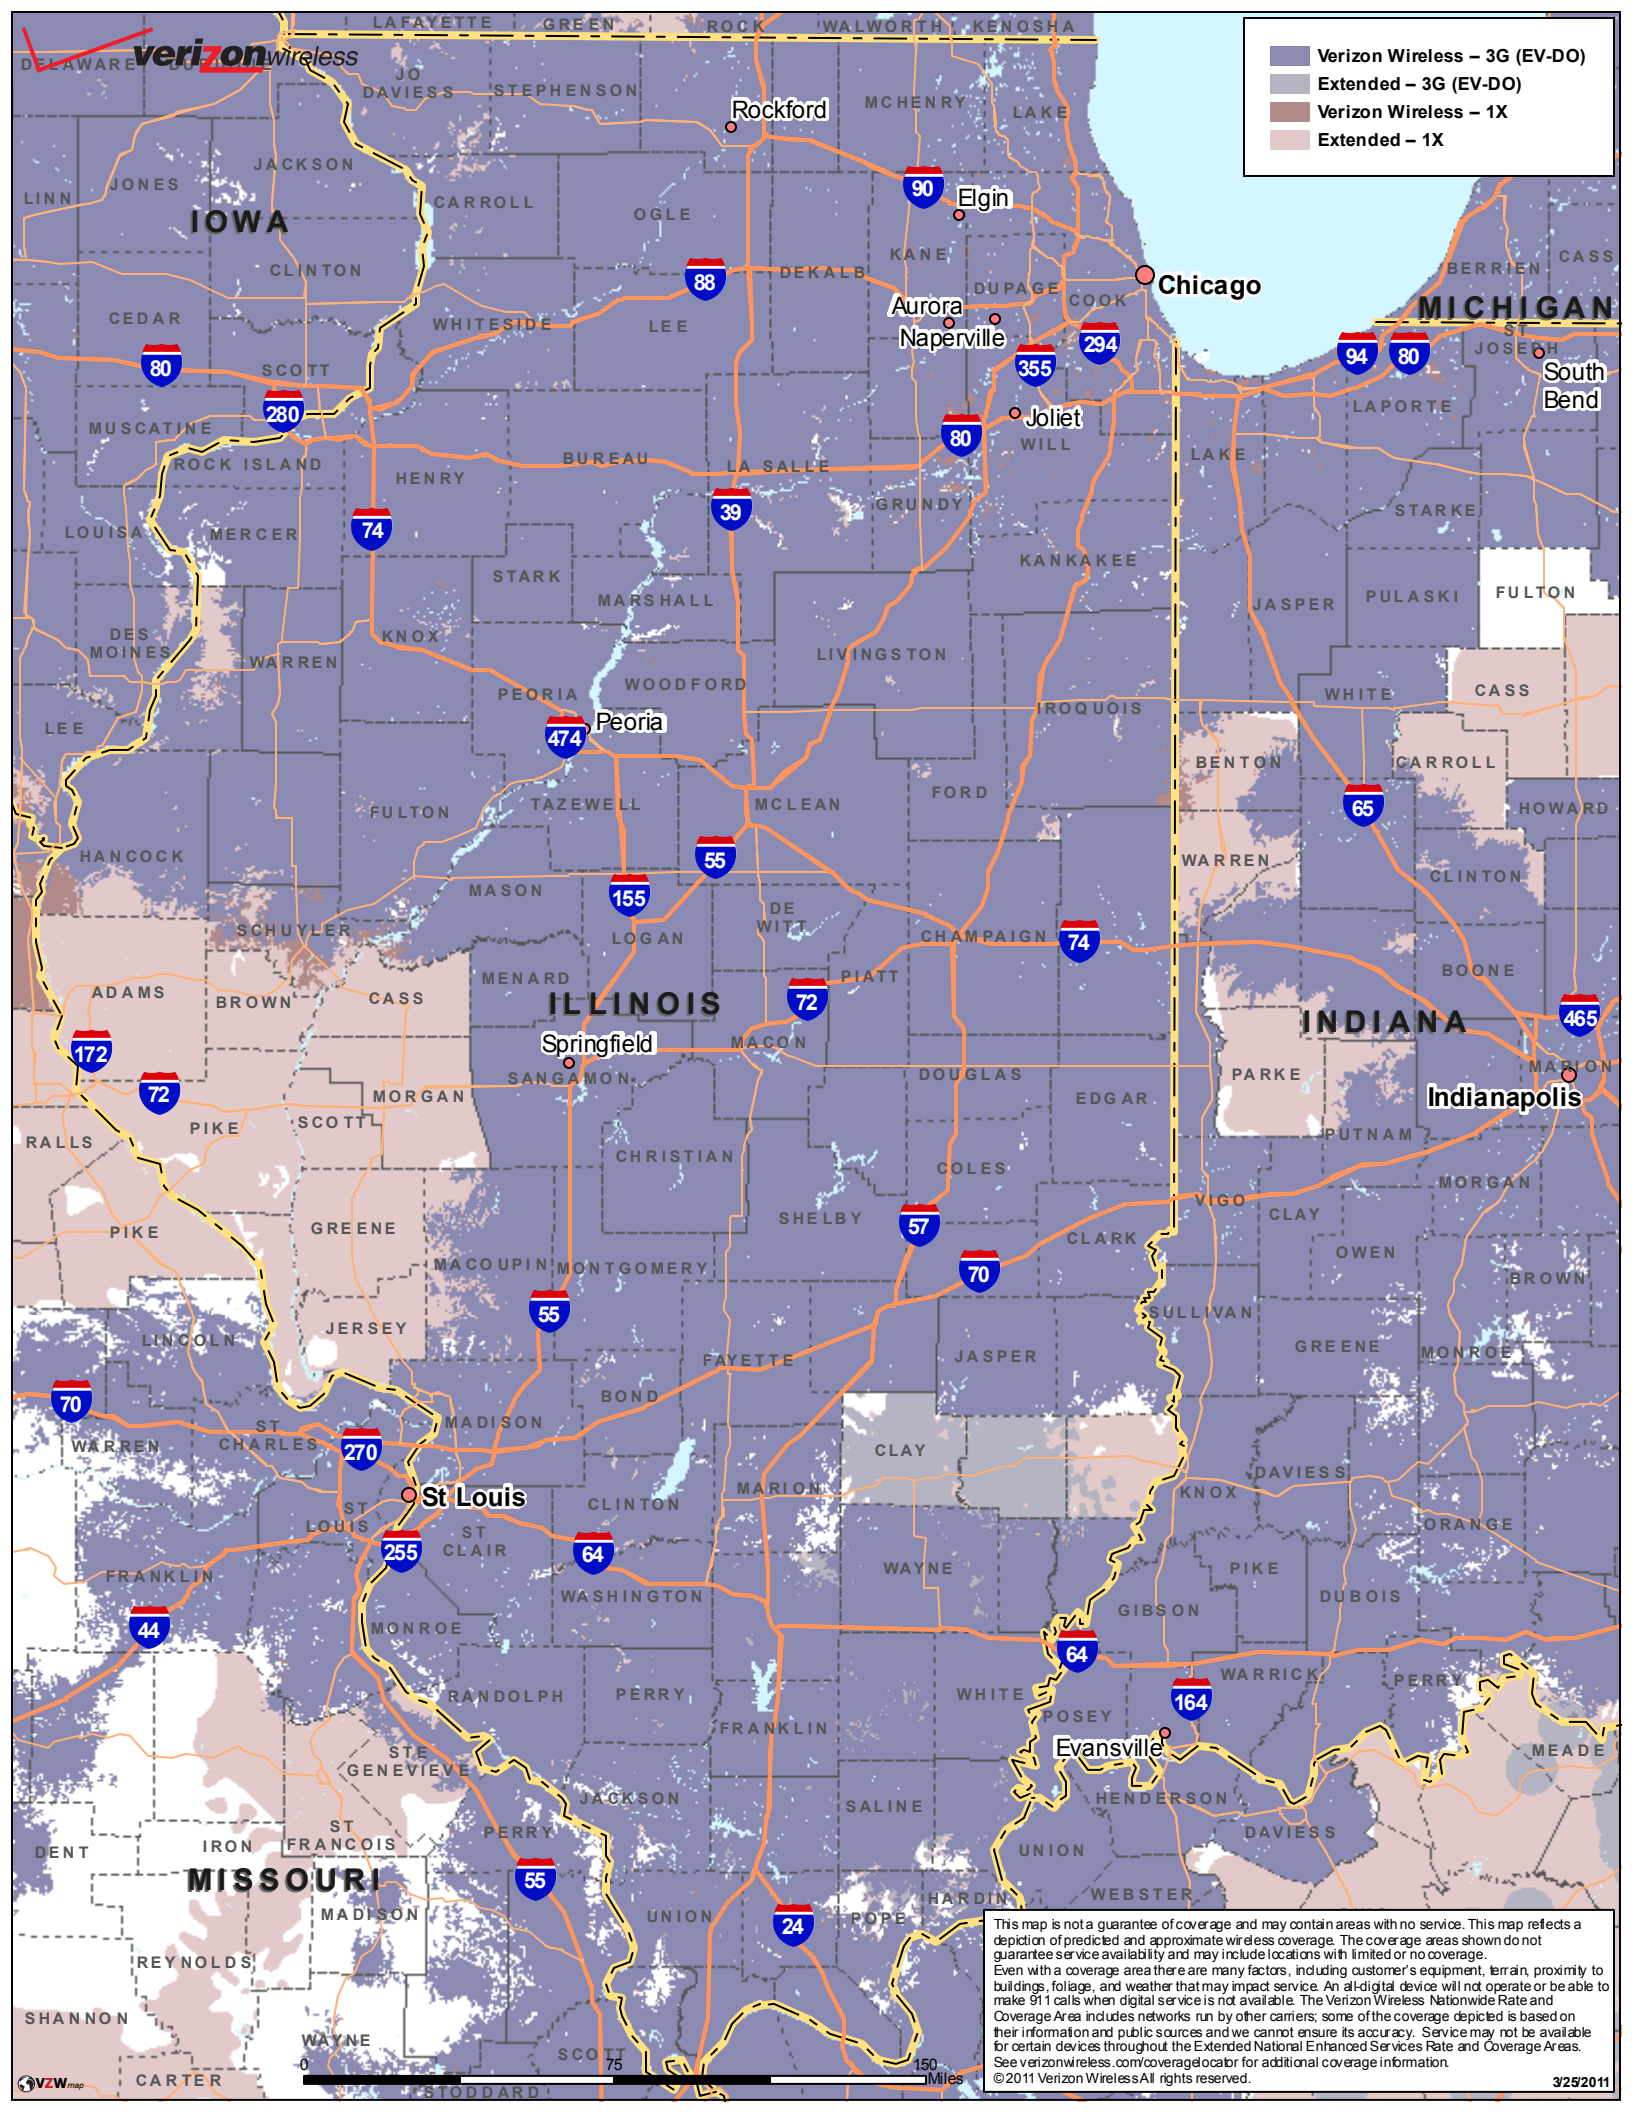 LAFAYETTE
GREEN
ROCK
WALWORTH
KENOSHA
verizonwireless
DELAWARE
JO
DAVIESS
STEPHENSON
Rockford
MCHENRY
LAKE
Verizon Wireless – 3G (EV-DO)
Extended – 3G (EV-DO)
Verizon Wireless – 1X
Extended – 1X
JACKSON
JONES
LINN
IOWA
CARROLL
OGLE
90
Elgin
KANE
CLINTON
88
DEKALB
DUPAGE
COOK
Chicago
BERRIEN
CASS
MICHIGAN
CEDAR
WHITESIDE
LEE
Aurora
Naperville
294
355
94
80
ST
JOSEPH
South
Bend
80
SCOTT
280
MUSCATINE
ROCK ISLAND
Joliet
80
WILL
LAPORTE
LAKE
HENRY
BUREAU
LA SALLE
39
GRUNDY
STARKE
LOUISA
MERCER
74
KANKAKEE
STARK
MARSHALL
JASPER
PULASKI
FULTON
DES
MOINES
KNOX
WARREN
LIVINGSTON
WOODFORD
PEORIA
Peoria
474
IROQUOIS
WHITE
CASS
LEE
BENTON
CARROLL
FULTON
TAZEWELL
MCLEAN
FORD
65
HOWARD
HANCOCK
55
WARREN
CLINTON
MASON
155
DE
WITT
SCHUYLER
LOGAN
CHAMPAIGN
74
ADAMS
BROWN
CASS
MENARD
PIATT
BOONE
ILLINOIS
72
INDIANA
465
172
Springfield
MACON
SANGAMON
DOUGLAS
PARKE
MARION
Indianapolis
72
MORGAN
EDGAR
RALLS
PIKE
SCOTT
PUTNAM
CHRISTIAN
COLES
MORGAN
PIKE
GREENE
SHELBY
57
VIGO
CLAY
CLARK
OWEN
MACOUPIN
MONTGOMERY
70
BROWN
55
SULLIVAN
LINCOLN
JERSEY
GREENE
MONROE
FAYETTE
JASPER
70
BOND
MADISON
ST
CHARLES
WARREN
270
CLAY
DAVIESS
St Louis
CLINTON
MARION
KNOX
ST
LOUIS
ST
CLAIR
ORANGE
255
64
WAYNE
PIKE
FRANKLIN
WASHINGTON
DUBOIS
44
GIBSON
MONROE
64
WARRICK
PERRY
RANDOLPH
PERRY
WHITE
164
POSEY
FRANKLIN
Evansville
MEADE
STE
GENEVIEVE
JACKSON
SALINE
HENDERSON
DAVIESS
PERRY
ST
FRANCOIS
IRON
DENT
UNION
MISSOURI
55
WEBSTER
HARDIN
MADISON
UNION
24
POPE
REYNOLDS
SHANNON
WAYNE
SCOTT
CARTER
STODDARD
0
75
150
Miles
VZWmap
This map is not a guarantee of coverage and may contain areas with no service. This map reflects a
depiction of predicted and approximate wireless coverage. The coverage areas shown do not
guarantee service availability and may include locations with limited or no coverage.
Even with a coverage area there are many factors, including customer's equipment, terrain, proximity to
buildings, foliage, and weather that may impact service. An all-digital device will not operate or be able to
make 911 calls when digital service is not available. The Verizon Wireless Nationwide Rate and
Coverage Area includes networks run by other carriers; some of the coverage depicted is based on
their information and public sources and we cannot ensure its accuracy. Service may not be available
for certain devices throughout the Extended National Enhanced Services Rate and Coverage Areas.
See verizonwireless.com/coveragelocator for additional coverage information.
© 2011 Verizon Wireless All rights reserved.
3/25/2011